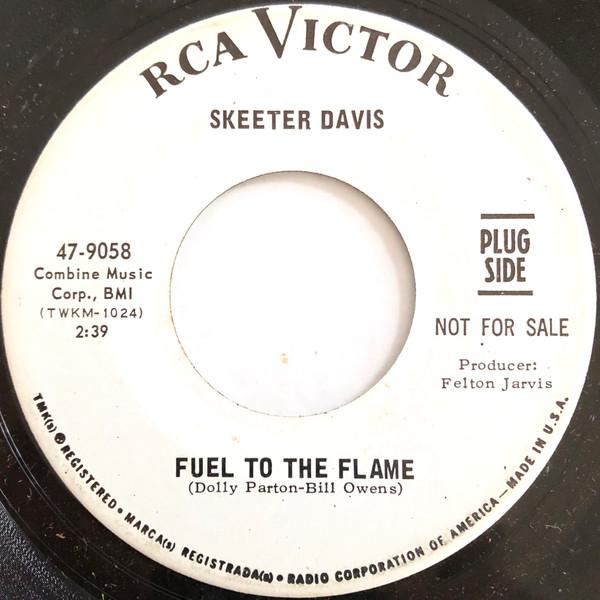 RCA VICTOR
SKEETER DAVIS
47-9058
Combine Music
Corp., BMI
(TWKM-1024)
2:39
PLUG
SIDE
NOT FOR SALE
Producer:
Felton Jarvis
FUEL TO THE FLAME
(Dolly Parton-Bill Owens)
TMK(s) ® REGISTERED • MARCA(s) REGISTRADA(s) • RADIO CORPORATION OF AMERICA — MADE IN U.S.A.